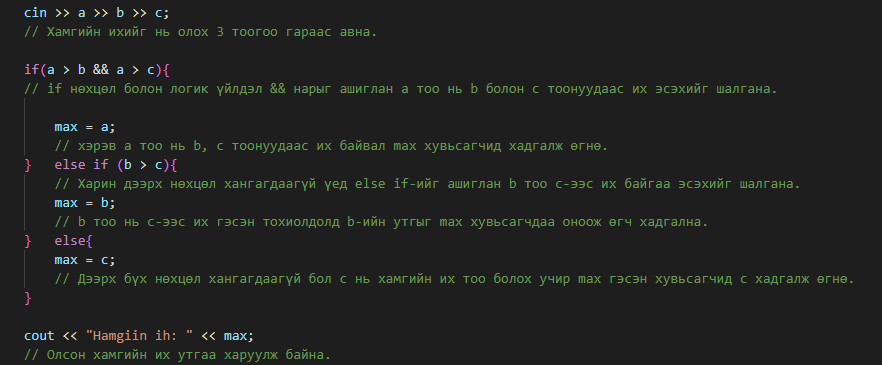 cin >> a >> b >> c;
// Хамгийн ихийг нь олох 3 тоогоо гараас авна.
if(a > b && a > c){
// if нөхцөл болон логик үйлдэл && нарыг ашиглан a тоо нь b болон c тоонуудаас их эсэхийг шалгана.
max = a;
// хэрэв a тоо нь b, c тоонуудаас их байвал max хувьсагчид хадгалж өгнө.
} else if (b > c){
// Харин дээрх нөхцөл хангагдаагүй үед else if-ийг ашиглан b тоо c-ээс их байгаа эсэхийг шалгана.
max = b;
// b тоо нь c-ээс их гэсэн тохиолдолд b-ийн утгыг max хувьсагчдаа оноож өгч хадгална.
} else{
max = c;
// Дээрх бүх нөхцөл хангагдаагүй бол c нь хамгийн их тоо болох учир max гэсэн хувьсагчид c хадгалж өгнө.
}
cout << "Hamgiin ih: " << max;
// Олсон хамгийн их утгаа харуулж байна.